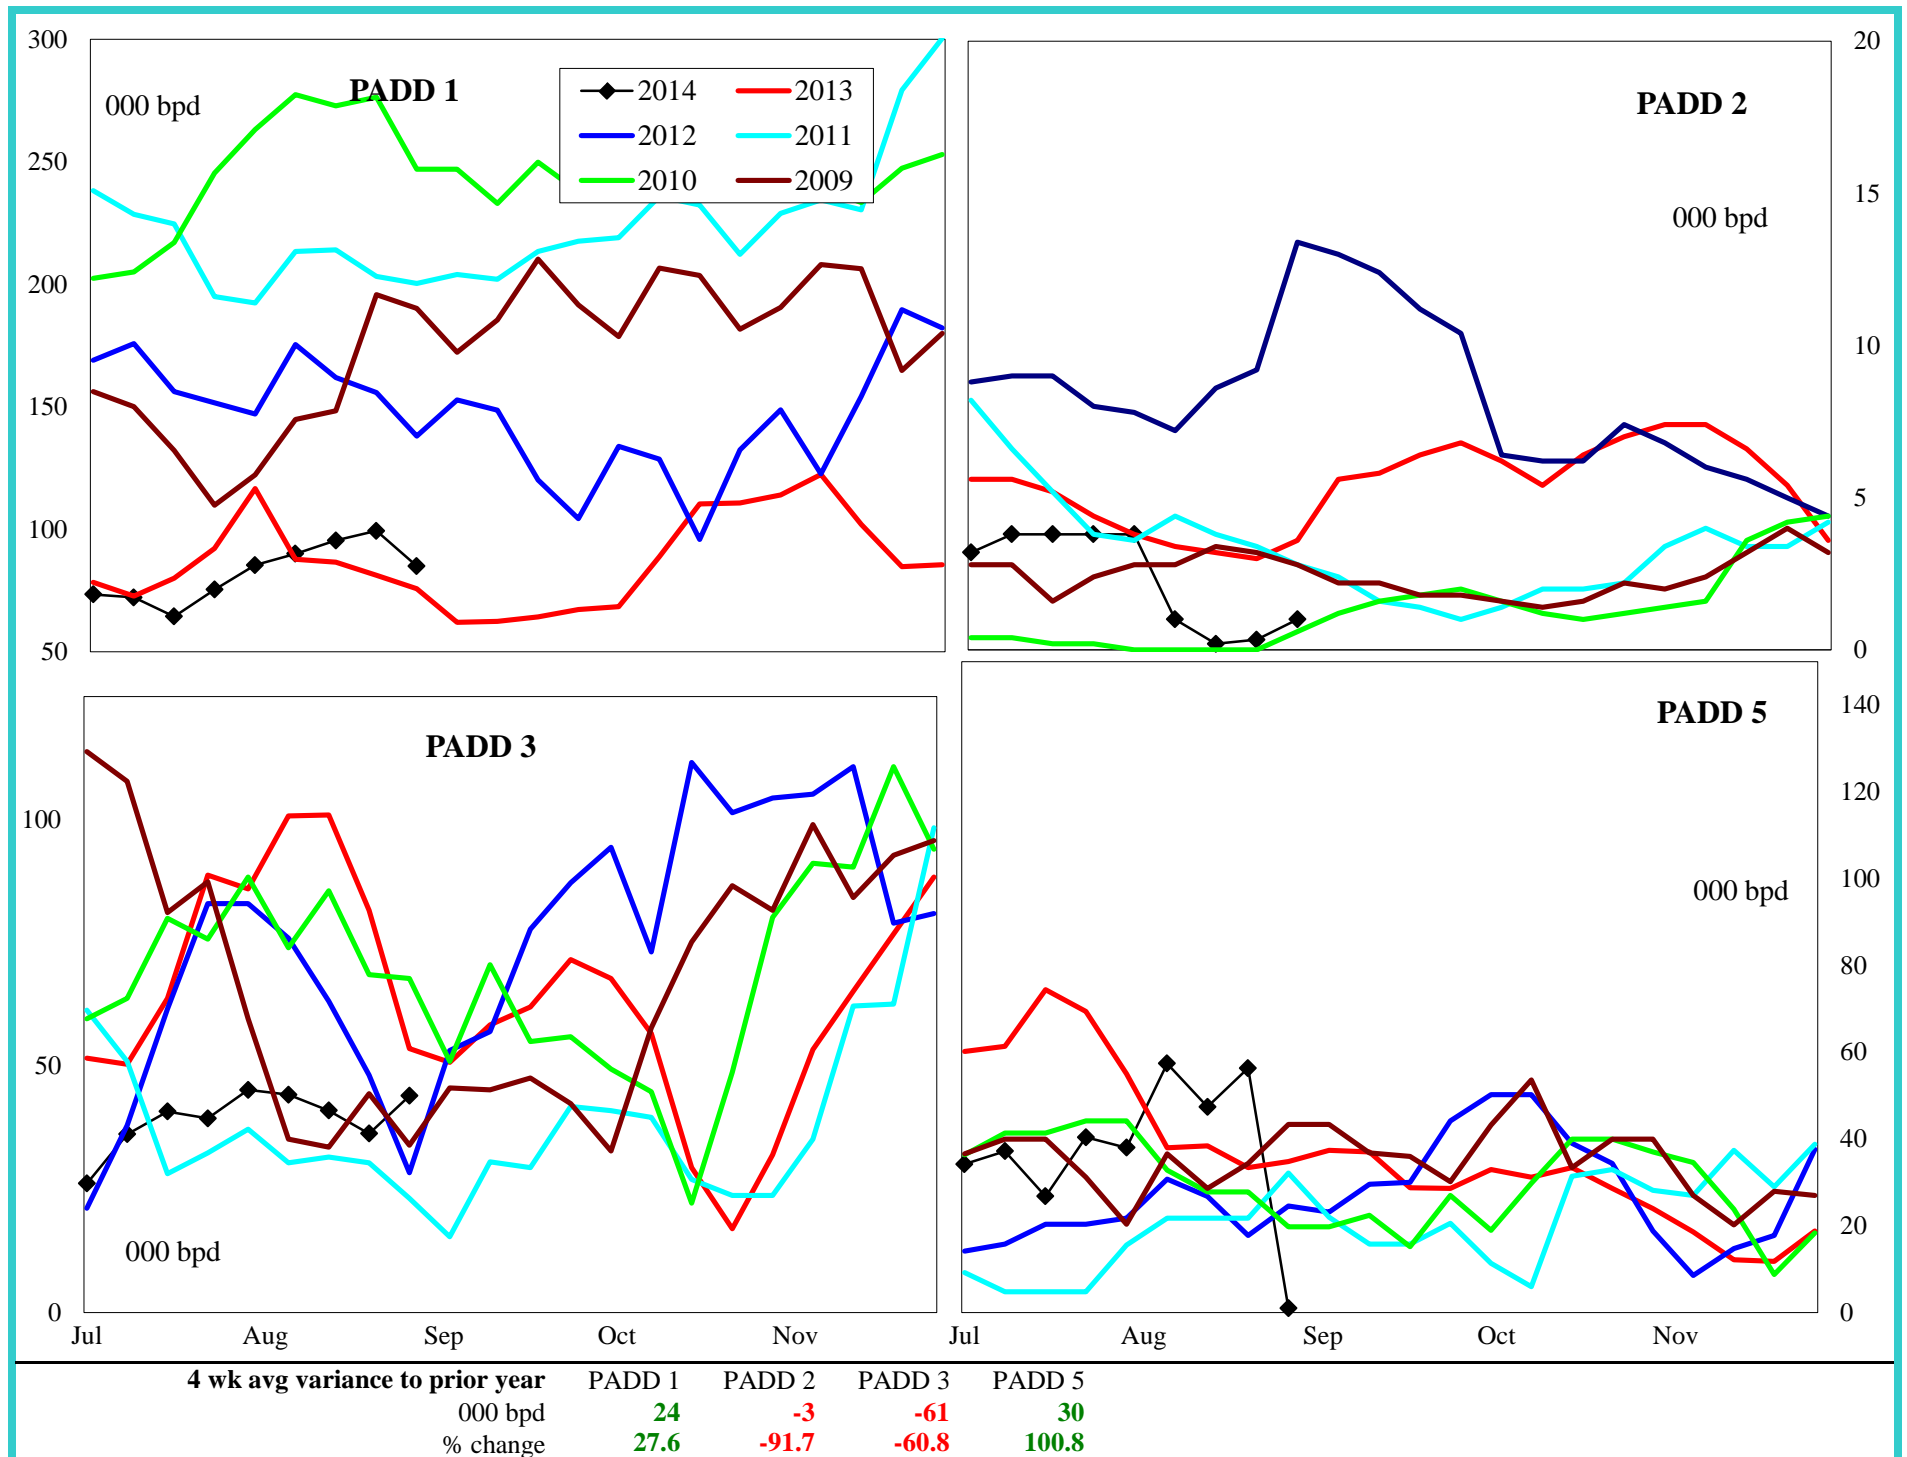 300
250
200
150
100
50
PADD 1
000 bpd
2014 2013
2012 2011
2010 2009
PADD 2
000 bpd
20
15
10
5
0
PADD 3
000 bpd
100
50
0
Jul Aug Sep Oct Nov
PADD 5
000 bpd
140
120
100
80
60
40
20
0
Jul Aug Sep Oct Nov
4 wk avg variance to prior year PADD 1 PADD 2 PADD 3 PADD 5
000 bpd 24 -3 -61 30
% change 27.6 -91.7 -60.8 100.8